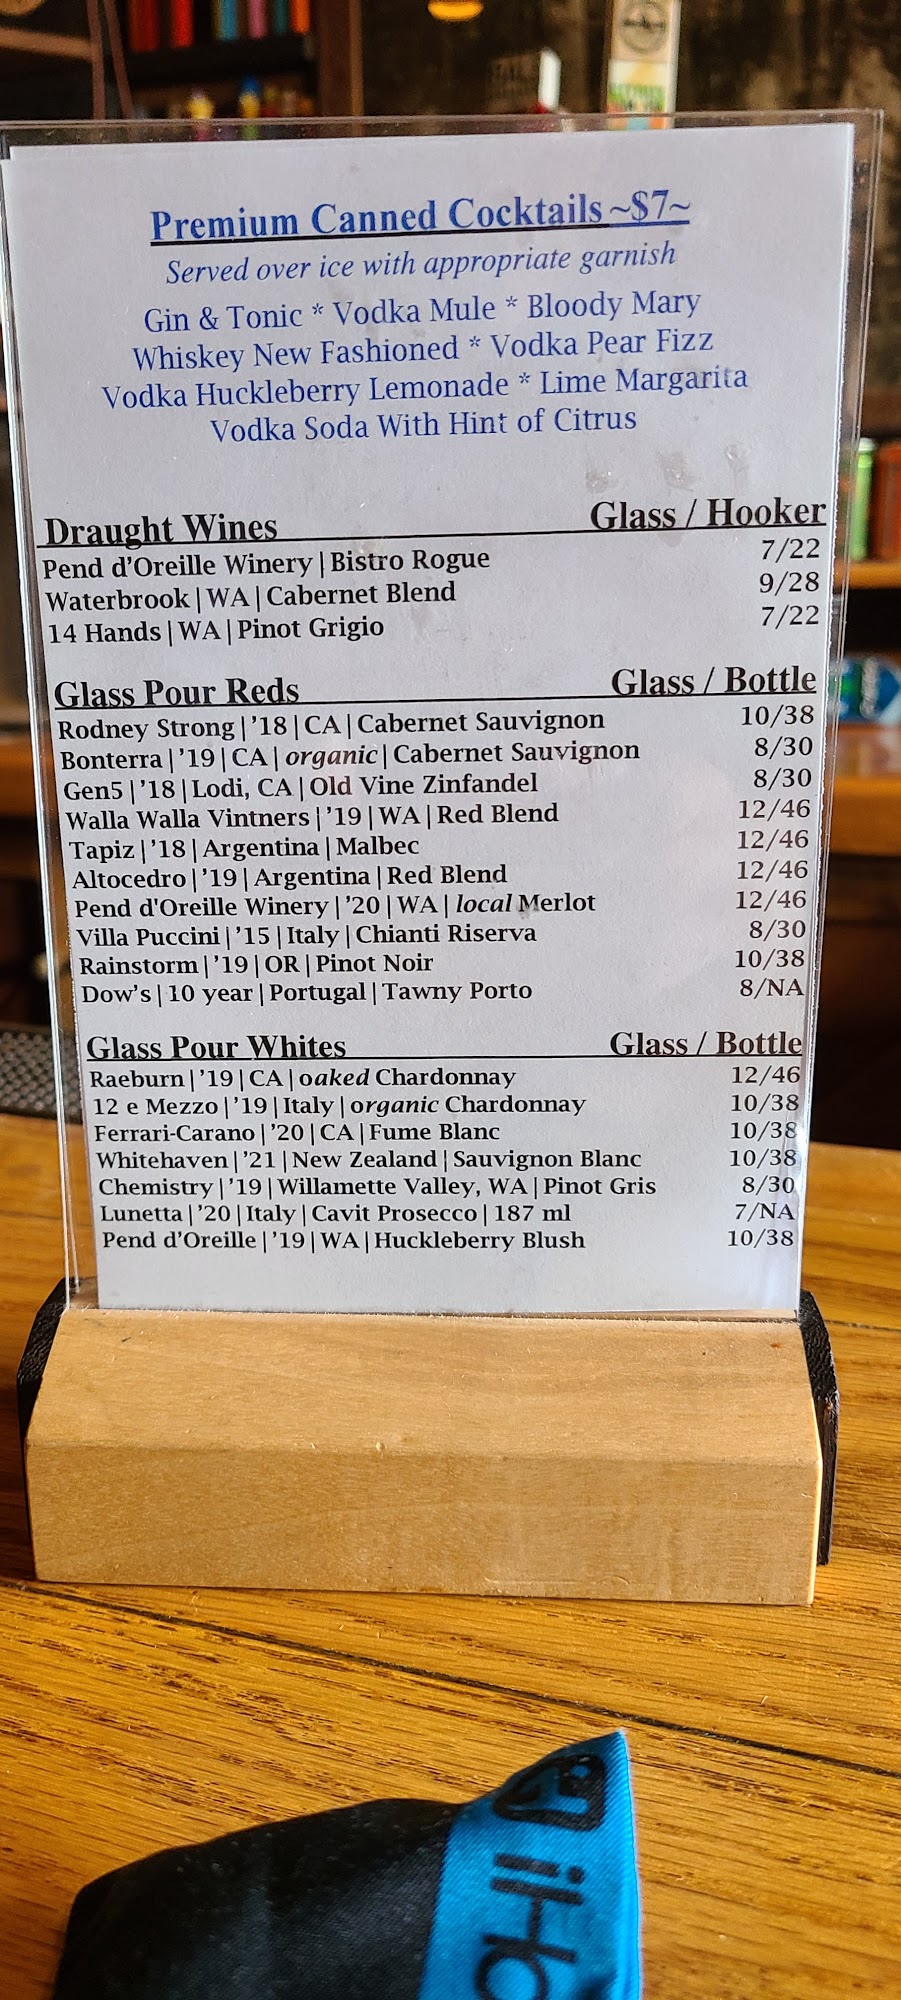 Premium Canned Cocktails ~$7~
Served over ice with appropriate garnish
Gin & Tonic * Vodka Mule * Bloody Mary
Whiskey New Fashioned * Vodka Pear Fizz
Vodka Huckleberry Lemonade * Lime Margarita
Vodka Soda With Hint of Citrus
Draught Wines Glass / Hooker
Pend d'Oreille Winery | Bistro Rogue 7/22
Waterbrook | WA | Cabernet Blend 9/28
14 Hands | WA | Pinot Grigio 7/22
Glass Pour Reds Glass / Bottle
Rodney Strong | '18 | CA | Cabernet Sauvignon 10/38
Bonterra | '19 | CA | organic | Cabernet Sauvignon 8/30
Gen5 | '18 | Lodi, CA | Old Vine Zinfandel 8/30
Walla Walla Vintners | '19 | WA | Red Blend 12/46
Tapiz | '18 | Argentina | Malbec 12/46
Altocedro | '19 | Argentina | Red Blend 12/46
Pend d'Oreille Winery | '20 | WA | local Merlot 12/46
Villa Puccini | '15 | Italy | Chianti Riserva 8/30
Rainstorm | '19 | OR | Pinot Noir 10/38
Dow's | 10 year | Portugal | Tawny Porto 8/NA
Glass Pour Whites Glass / Bottle
Raeburn | '19 | CA | oaked Chardonnay 12/46
12 e Mezzo | '19 | Italy | organic Chardonnay 10/38
Ferrari-Carano | '20 | CA | Fume Blanc 10/38
Whitehaven | '21 | New Zealand | Sauvignon Blanc 10/38
Chemistry | '19 | Willamette Valley, WA | Pinot Gris 8/30
Lunetta | '20 | Italy | Cavit Prosecco | 187 ml 7/NA
Pend d'Oreille | '19 | WA | Huckleberry Blush 10/38
iHo